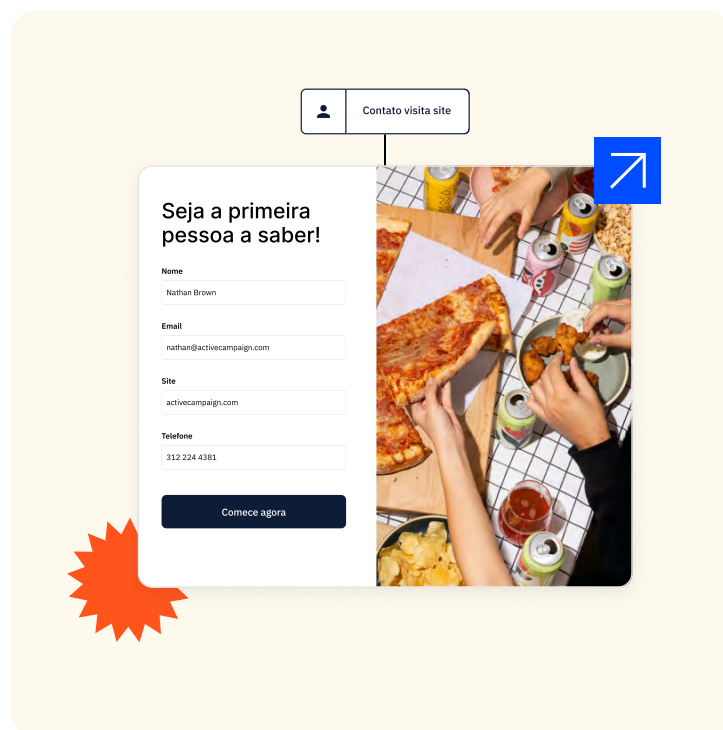 Contato visita site
Seja a primeira
pessoa a saber!
Nome
Nathan Brown
Email
nathan@activecampaign.com
Site
activecampaign.com
Telefone
312 224 4381
Comece agora